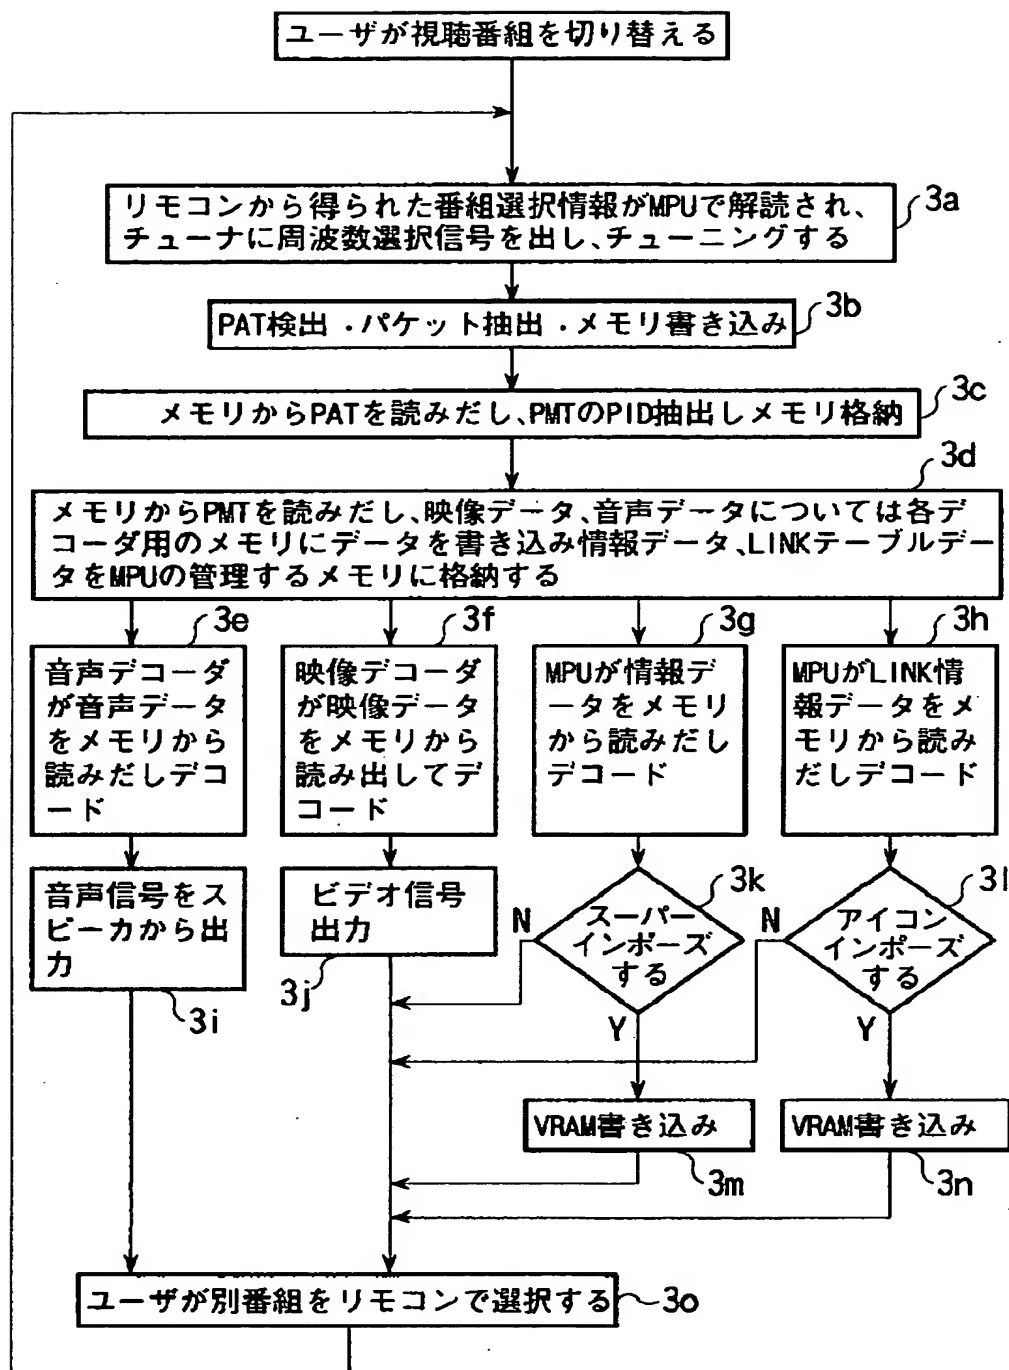 ユーザが視聴番組を切り替える
リモコンから得られた番組選択情報がMPUで解読され、
チューナに周波数選択信号を出し、チューニングする
3a
PAT検出・パケット抽出・メモリ書き込み
3b
メモリからPATを読みだし、PMTのPID抽出しメモリ格納
3c
3d
メモリからPMTを読みだし、映像データ、音声データについては各デ
コーダ用のメモリにデータを書き込み情報データ、LINKテーブルデー
タをMPUの管理するメモリに格納する
3e
音声デコーダ
が音声データ
をメモリから
読みだしデコ
ード
3f
映像デコーダ
が映像データ
をメモリから
読み出してデ
コード
3g
MPUが情報デ
ータをメモリ
から読みだし
デコード
3h
MPUがLINK情
報データをメ
モリから読み
だしデコード
音声信号をス
ピーカから出
力
3i
ビデオ信号
出力
3j
3k
スーパー
インポーズ
する
N
Y
3l
アイコン
インポーズ
する
N
Y
VRAM書き込み
3m
VRAM書き込み
3n
ユーザが別番組をリモコンで選択する
3o